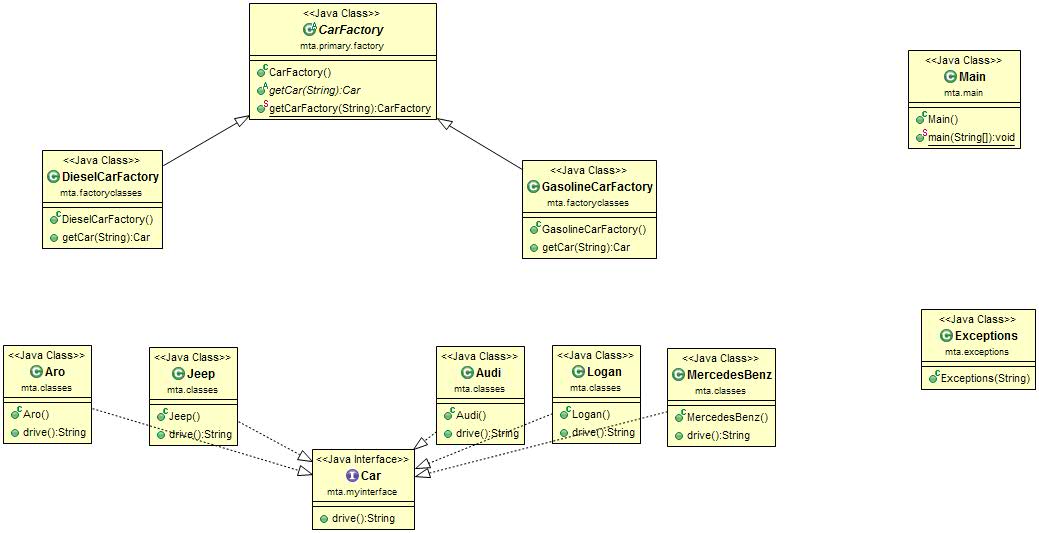 <<Java Class>>
CarFactory
mta.primary.factory
CarFactory()
getCar(String):Car
getCarFactory(String):CarFactory
<<Java Class>>
Main
mta.main
Main()
main(String[]):void
<<Java Class>>
DieselCarFactory
mta.factoryclasses
DieselCarFactory()
getCar(String):Car
<<Java Class>>
GasolineCarFactory
mta.factoryclasses
GasolineCarFactory()
getCar(String):Car
<<Java Class>>
Exceptions
mta.exceptions
Exceptions(String)
<<Java Class>>
Aro
mta.classes
Aro()
drive():String
<<Java Class>>
Jeep
mta.classes
Jeep()
drive():String
<<Java Class>>
Audi
mta.classes
Audi()
drive():String
<<Java Class>>
Logan
mta.classes
Logan()
drive():String
<<Java Class>>
MercedesBenz
mta.classes
MercedesBenz()
drive():String
<<Java Interface>>
Car
mta.myinterface
drive():String